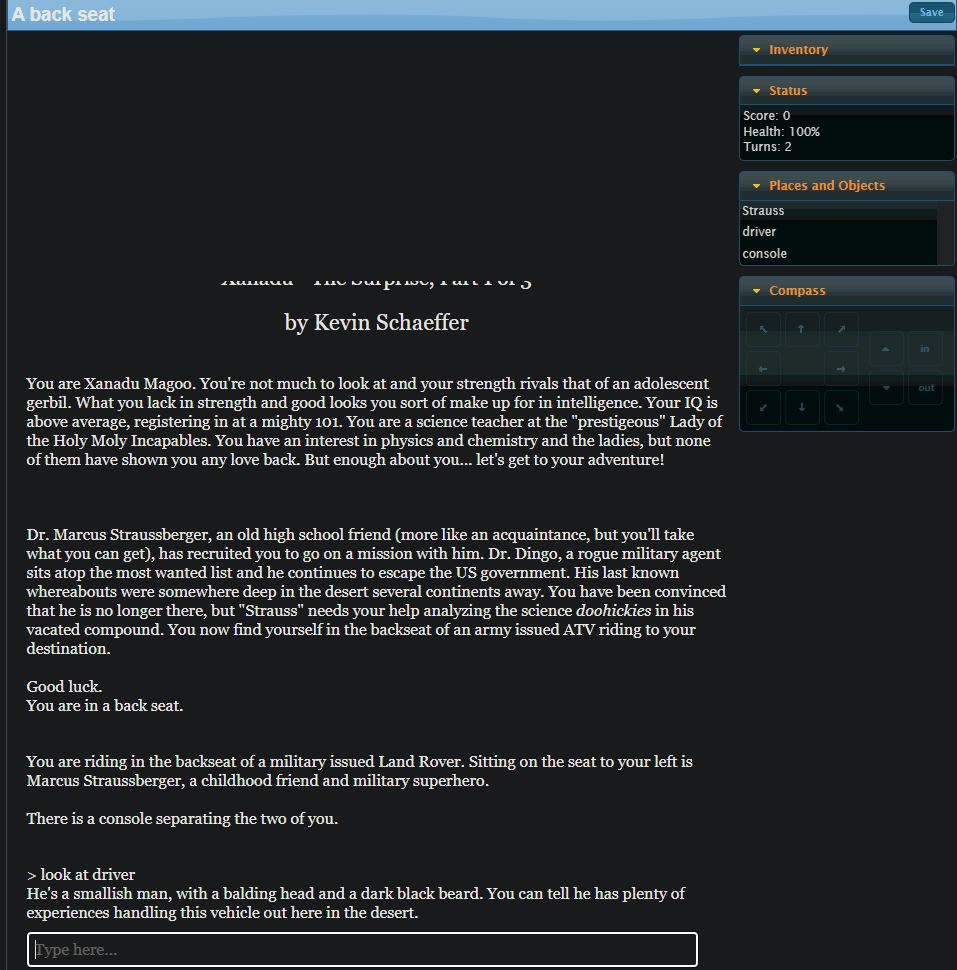 A back seat
Save
Inventory
Status
Score: 0
Health: 100%
Turns: 2
Places and Objects
Strauss
driver
console
Compass
in
out
Xanadu - The Surprise, Part 1 of 3
by Kevin Schaeffer
You are Xanadu Magoo. You're not much to look at and your strength rivals that of an adolescent
gerbil. What you lack in strength and good looks you sort of make up for in intelligence. Your IQ is
above average, registering in at a mighty 101. You are a science teacher at the "prestigeous" Lady of
the Holy Moly Incapables. You have an interest in physics and chemistry and the ladies, but none
of them have shown you any love back. But enough about you... let's get to your adventure!
Dr. Marcus Straussberger, an old high school friend (more like an acquaintance, but you'll take
what you can get), has recruited you to go on a mission with him. Dr. Dingo, a rogue military agent
sits atop the most wanted list and he continues to escape the US government. His last known
whereabouts were somewhere deep in the desert several continents away. You have been convinced
that he is no longer there, but "Strauss" needs your help analyzing the science doohickies in his
vacated compound. You now find yourself in the backseat of an army issued ATV riding to your
destination.
Good luck.
You are in a back seat.
You are riding in the backseat of a military issued Land Rover. Sitting on the seat to your left is
Marcus Straussberger, a childhood friend and military superhero.
There is a console separating the two of you.
> look at driver
He's a smallish man, with a balding head and a dark black beard. You can tell he has plenty of
experiences handling this vehicle out here in the desert.
Type here...